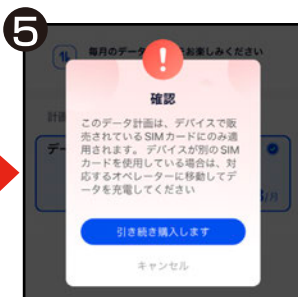 5
毎月のデータ お楽しみください
計
確認
このデータ計画は、デバイスで販
売されているSIMカードにのみ適
用されます。 デバイスが別のSIM
カードを使用している場合は、対
応するオペレーターに移動してデ
ータを充電してください
デー
/月
引き続き購入します
キャンセル